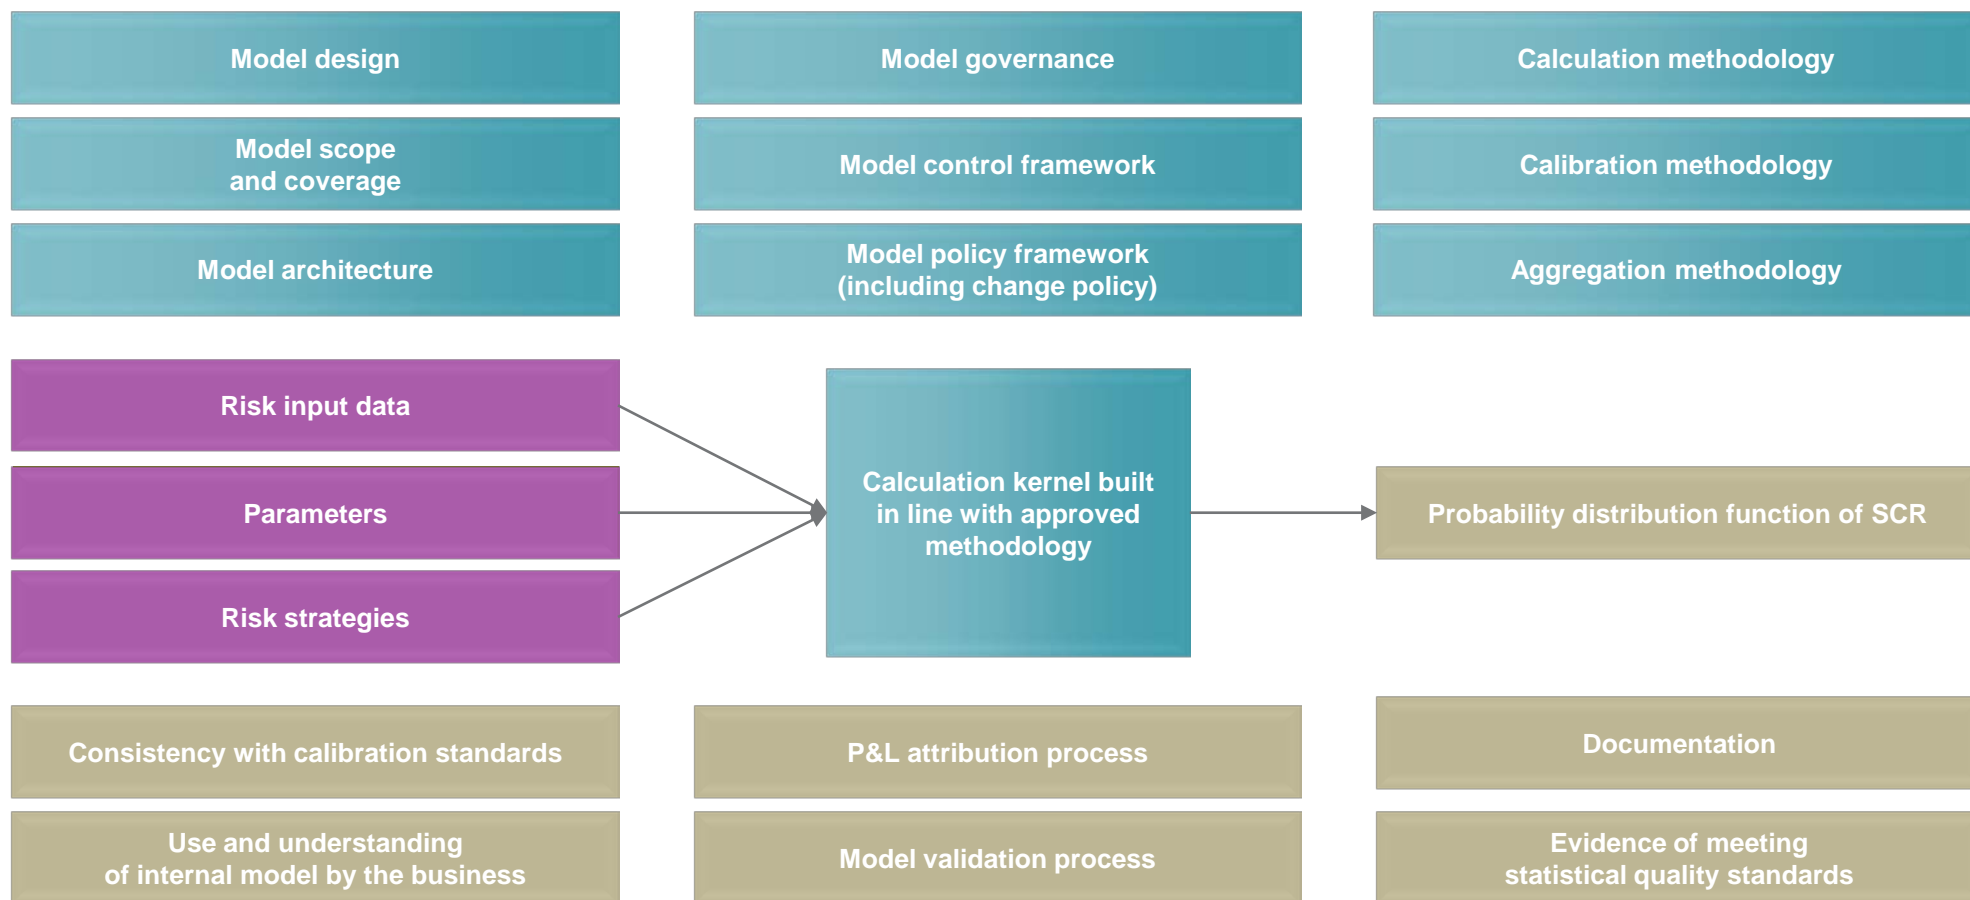 Model design
Model governance
Calculation methodology
Model scope
and coverage
Model control framework
Calibration methodology
Model architecture
Model policy framework
(including change policy)
Aggregation methodology
Risk input data
Parameters
Risk strategies
Calculation kernel built
in line with approved
methodology
Probability distribution function of SCR
Consistency with calibration standards
P&L attribution process
Documentation
Use and understanding
of internal model by the business
Model validation process
Evidence of meeting
statistical quality standards